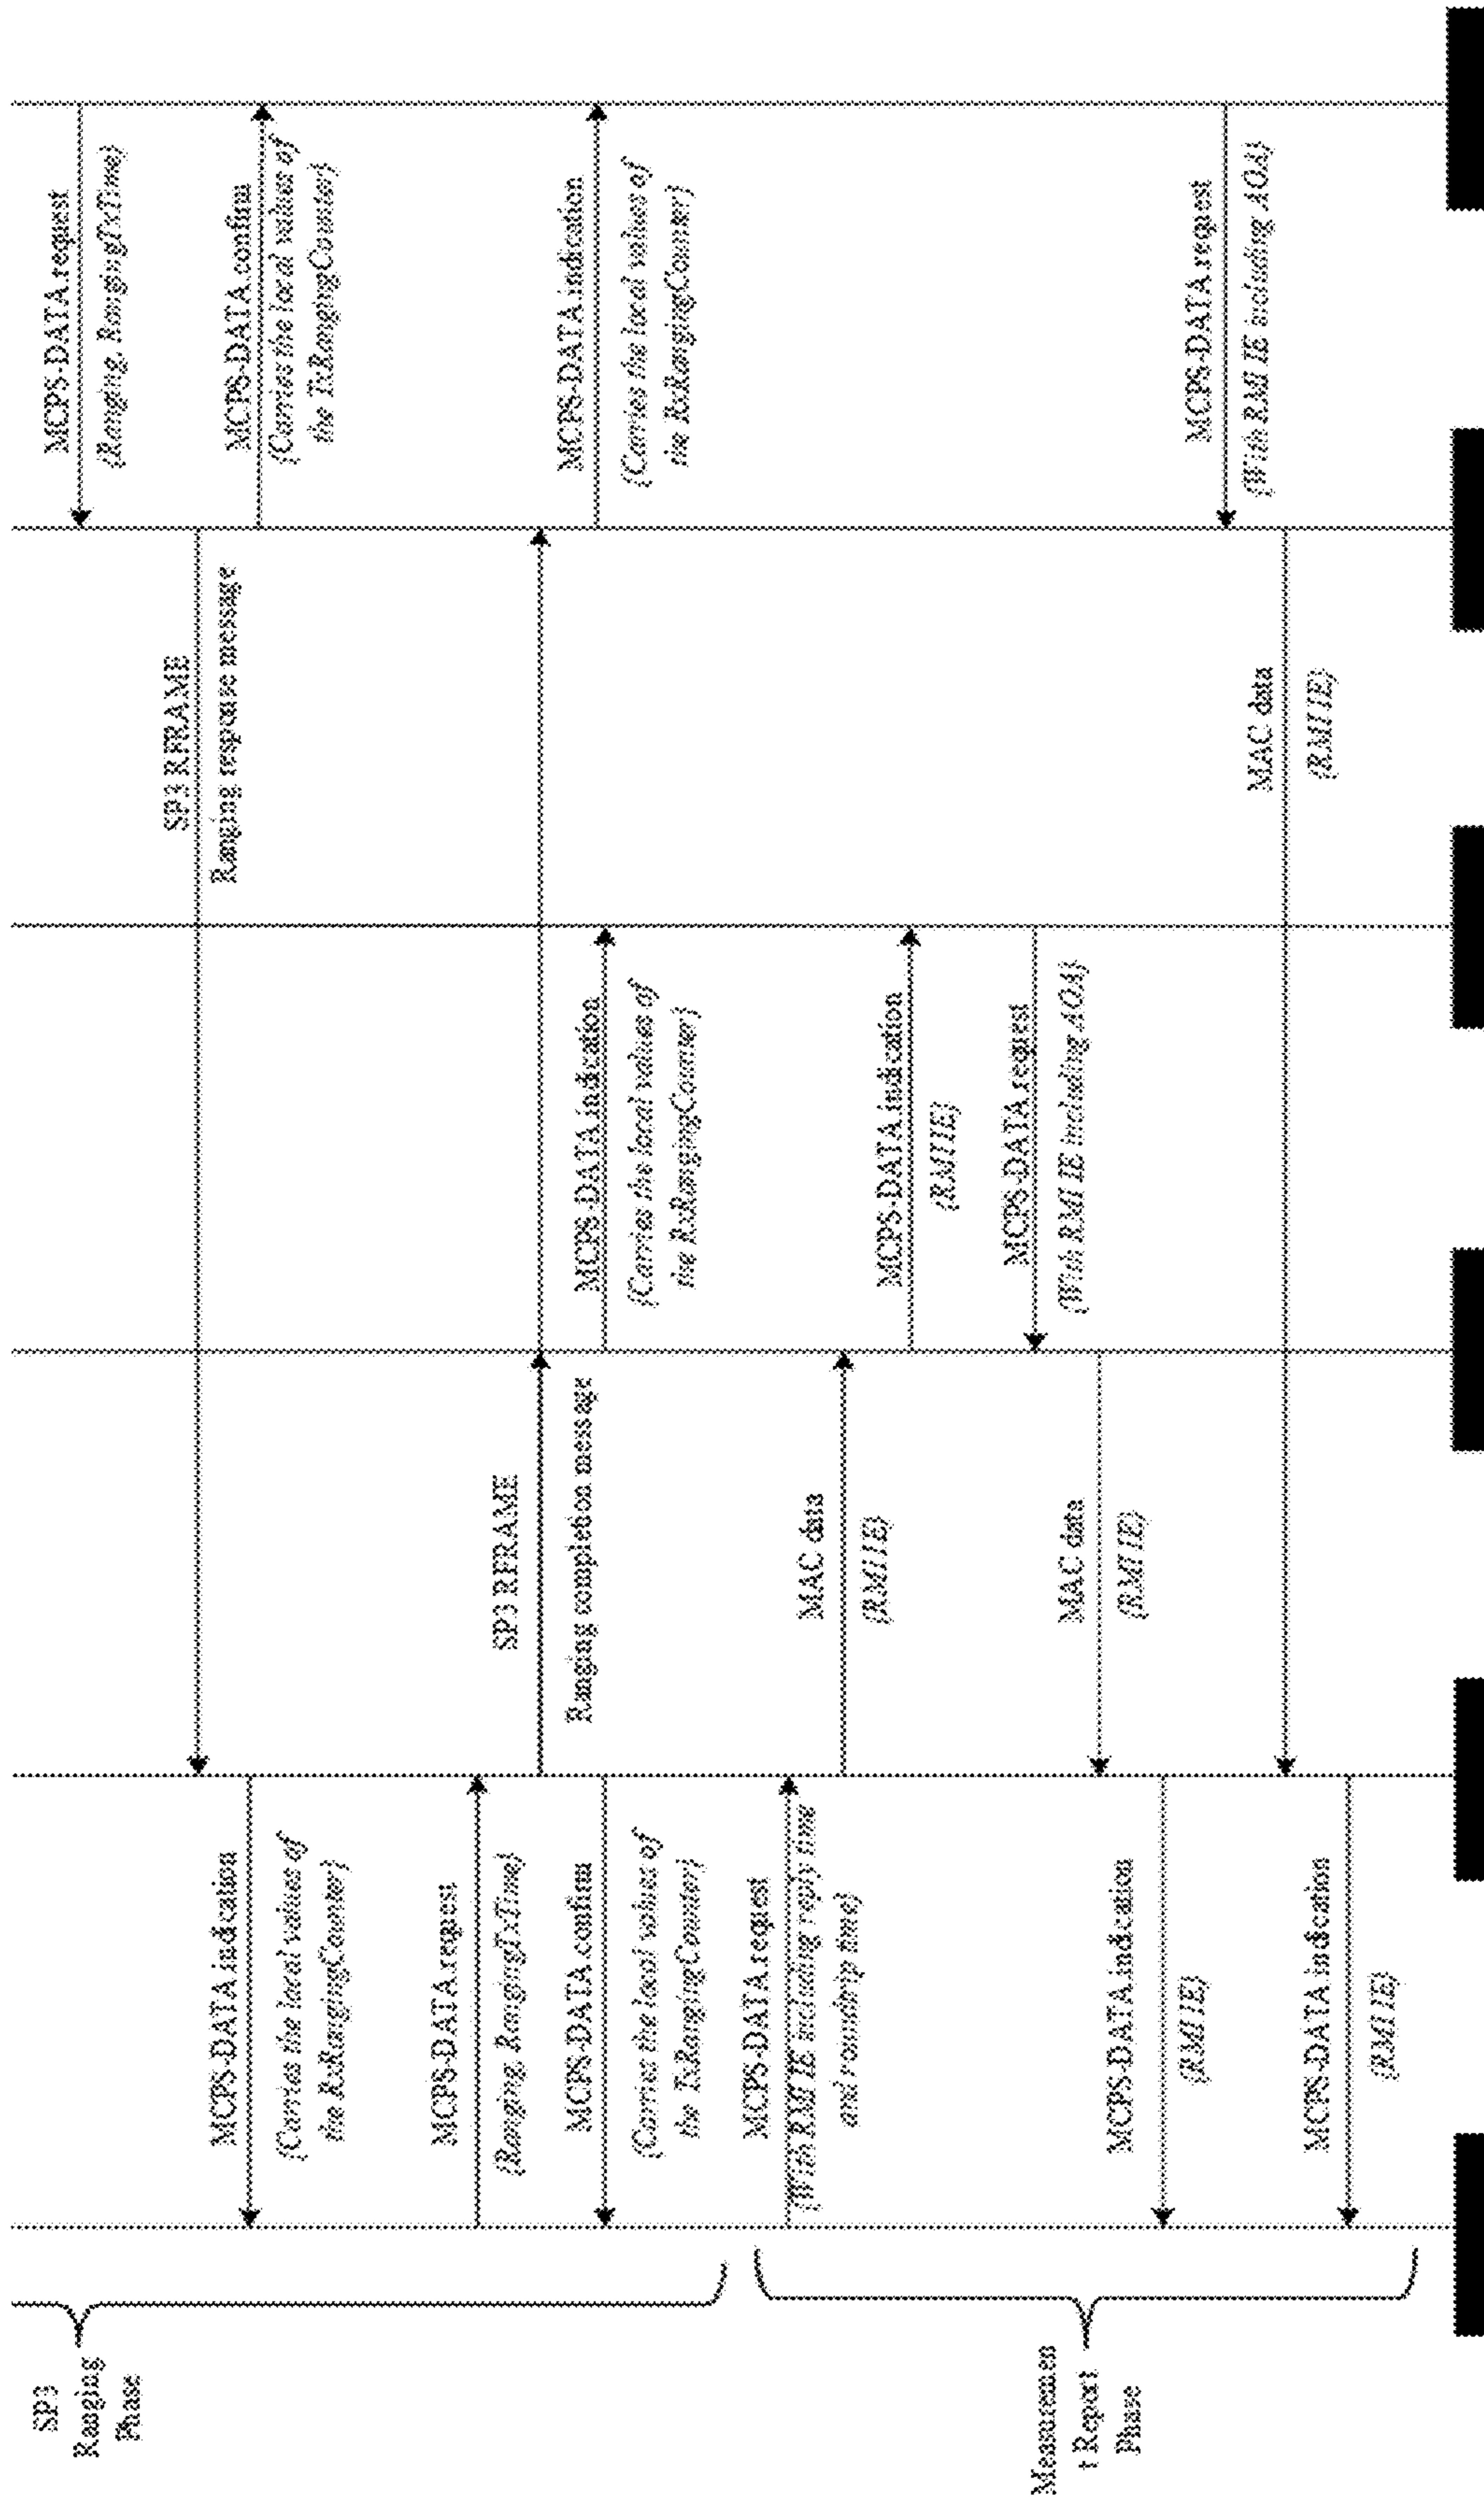 SP3
Ranging
Phase
MCPS-DATA.request
{Ranging, RangingTxTime}
SP3 RFRAME
Ranging response message
MCPS-DATA.indication
{Carries the local values of
the RxRangingCounter}
MCPS-DATA.confirm
{Carries the local values of
the TxRangingCounter}
MCPS-DATA.request
{Ranging, RangingTxTime}
SP3 RFRAME
Ranging completion message
MCPS-DATA.confirm
{Carries the local values of
the TxRangingCounter}
MCPS-DATA.indication
{Carries the local values of
the RxRangingCounter}
MCPS-DATA.indication
{Carries the local values of
the RxRangingCounter}
Measuremen
t Report
Phase
MCPS-DATA.request
{With RMI IE including reply time
and roundtrip time}
MAC data
{RMI IE}
MCPS-DATA.indication
{RMI IE}
MCPS-DATA.request
{With RMI IE including AOA}
MAC data
{RMI IE}
MCPS-DATA.indication
{RMI IE}
MCPS-DATA.request
{With RMI IE including AOA}
MAC data
{RMI IE}
MCPS-DATA.indication
{RMI IE}